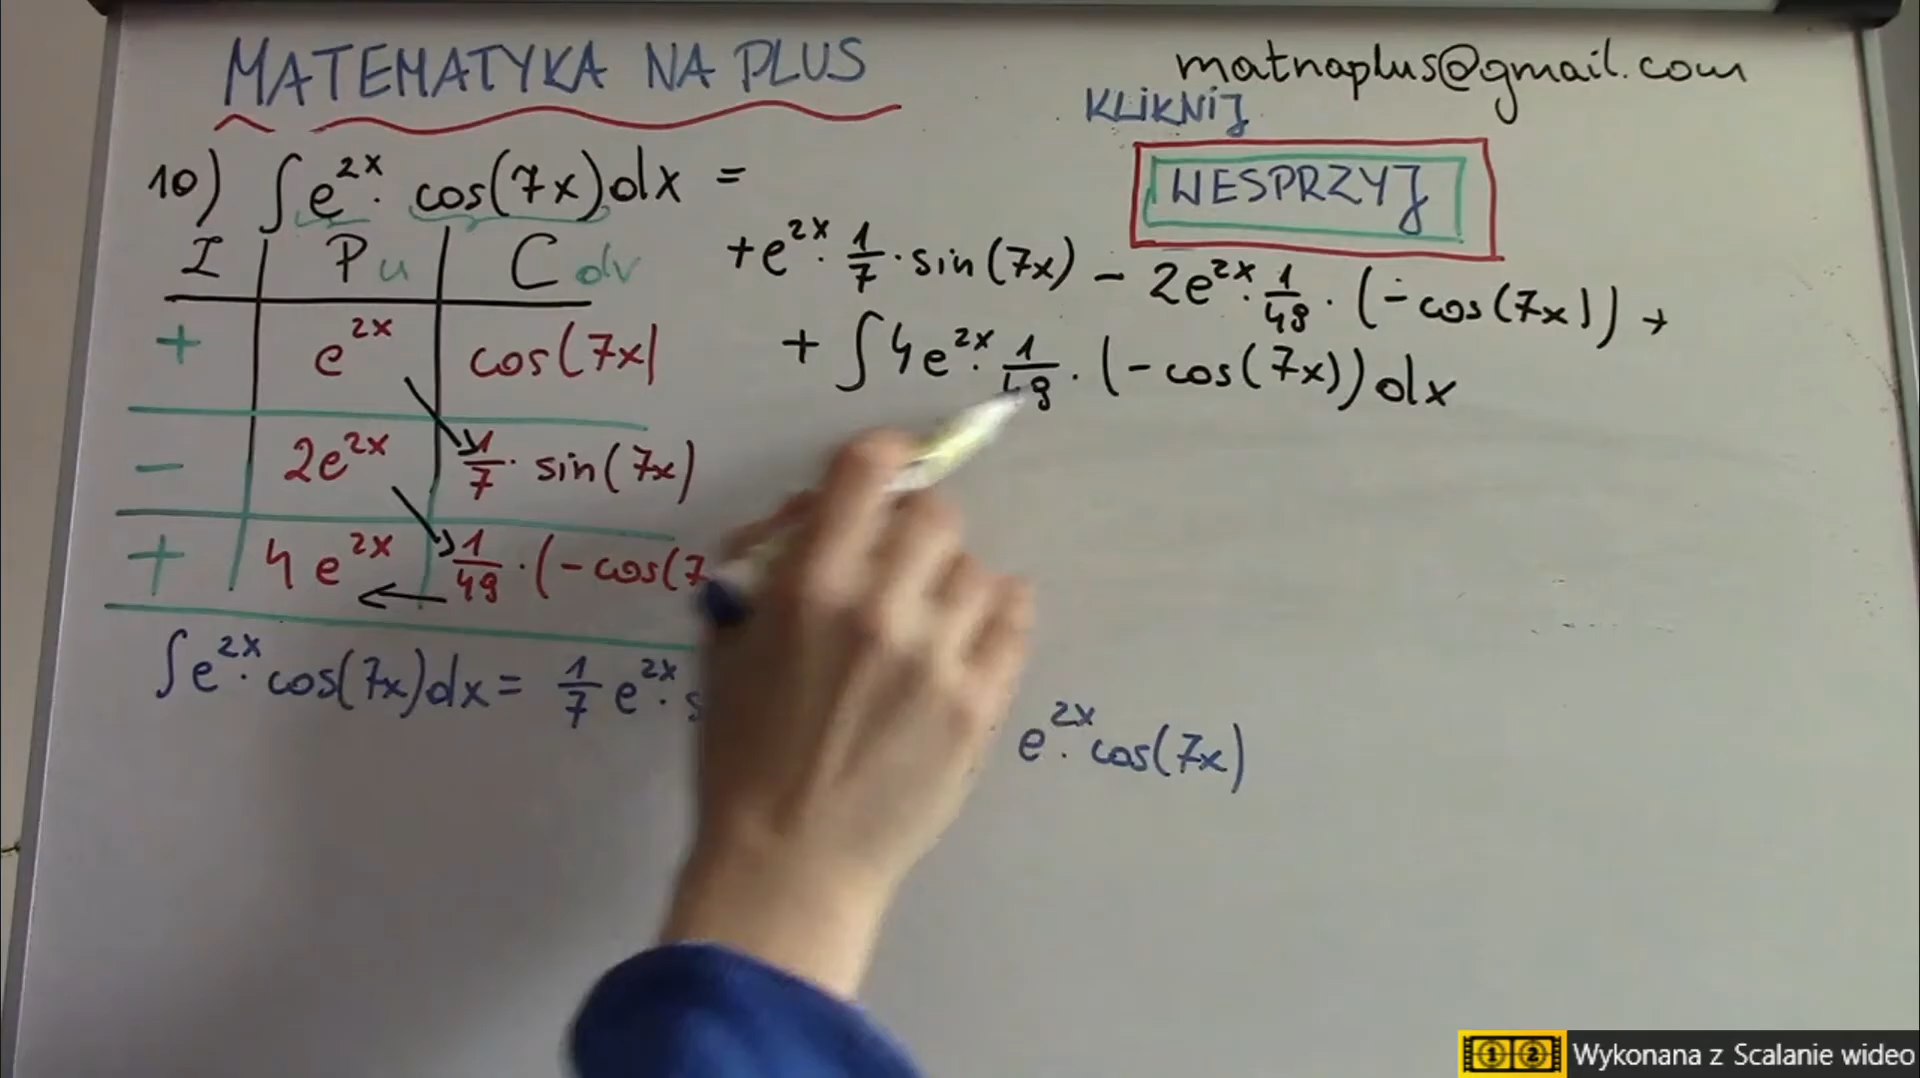 MATEMATYKA NA PLUS
matnaplus@gmail.com
KLIKNIJ
WESPRZYJ
10) ∫e^2x · cos(7x)dx =
+e^2x · 1/7 · sin(7x) - 2e^2x · 1/49 · (-cos(7x)) +
+ ∫4e^2x · 1/49 · (-cos(7x))dx
Z | P u | C dv
+ | e^2x | cos(7x)
- | 2e^2x | 1/7 · sin(7x)
+ | 4e^2x | 1/49 · (-cos(7
∫e^2x · cos(7x)dx = 1/7 e^2x · s
e^2x · cos(7x)
Wykonana z Scalanie wideo